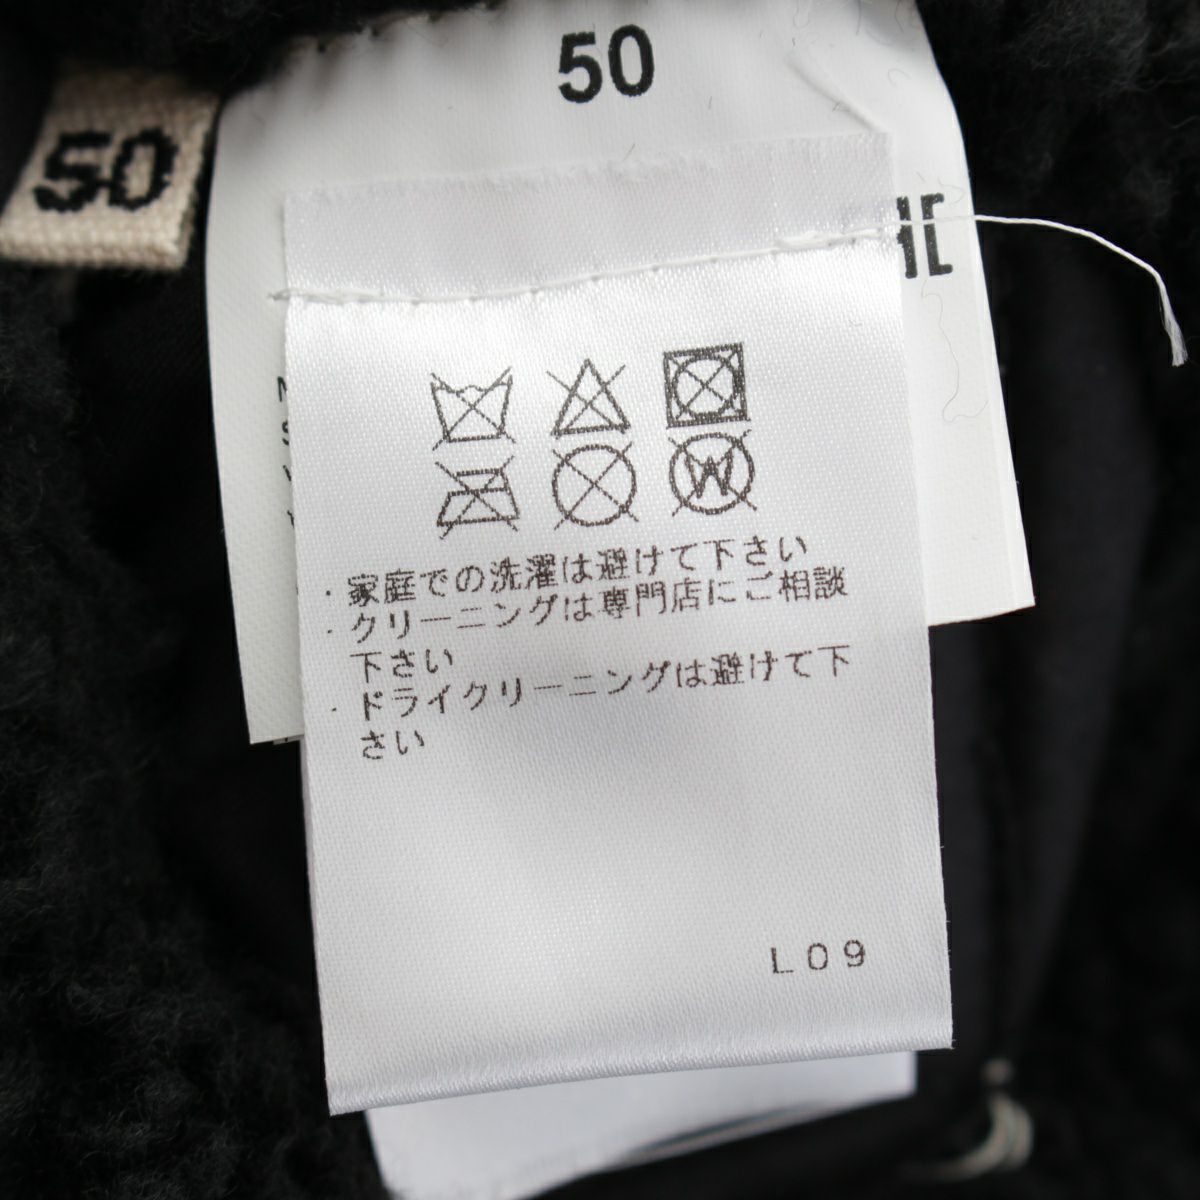 50
50
・家庭での洗濯は避けて下さい
・クリーニングは専門店にご相談
下さい
・ドライクリーニングは避けて下
さい
L09